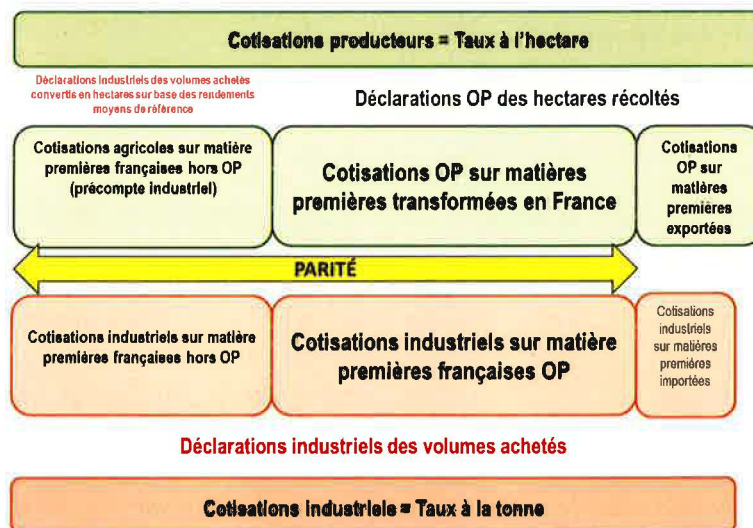 Cotisations producteurs = Taux à l'hectare
Déclarations industriels des volumes achetés
convertis en hectares sur base des rendements
moyens de référence
Déclarations OP des hectares récoltés
Cotisations agricoles sur matière
premières françaises hors OP
(précompte industriel)
Cotisations OP sur matières
premières transformées en France
Cotisations
OP sur
matières
premières
exportées
PARITÉ
Cotisations industriels sur matière
premières françaises hors OP
Cotisations industriels sur matière
premières françaises OP
Cotisations
industriels
sur matières
premières
importées
Déclarations industriels des volumes achetés
Cotisations industriels = Taux à la tonne